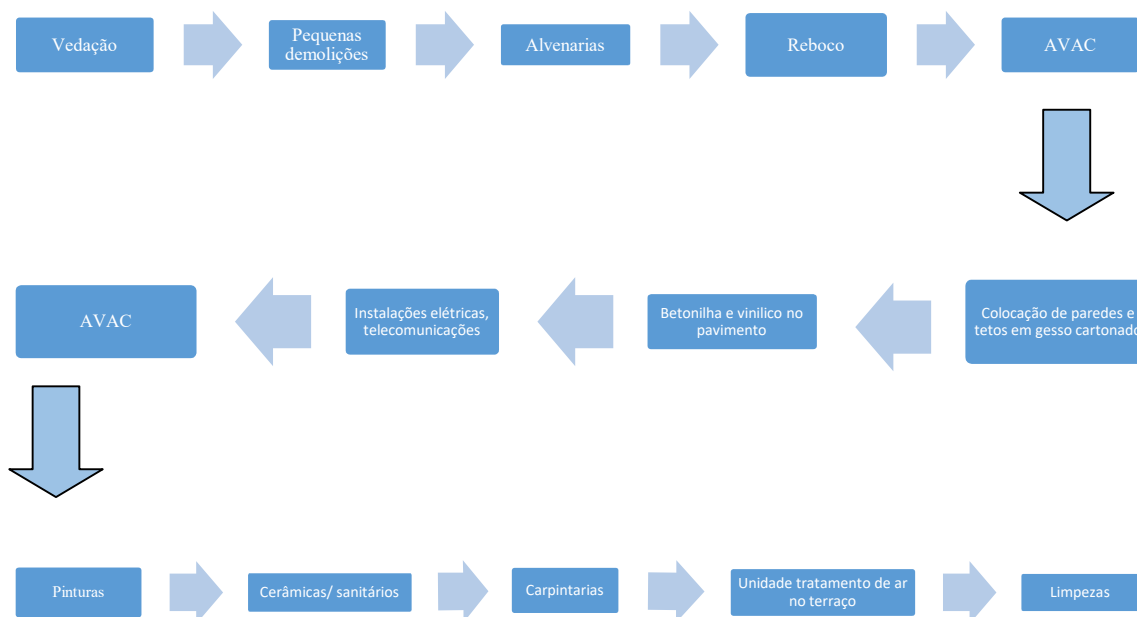 Vedação
Pequenas
demolições
Alvenarias
Reboco
AVAC
Colocação de paredes e
tetos em gesso cartonado
Betonilha e vinilico no
pavimento
Instalações elétricas,
telecomunicações
AVAC
Pinturas
Cerâmicas/ sanitários
Carpintarias
Unidade tratamento de ar
no terraço
Limpezas